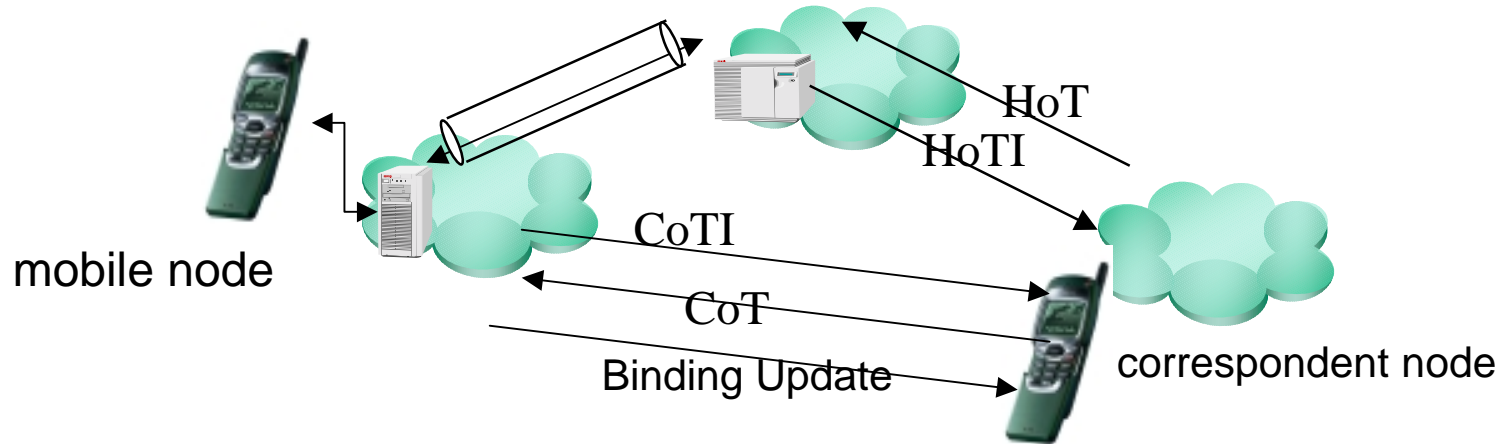 HoT
HoTI
CoTI
mobile node
CoT
correspondent node
Binding Update